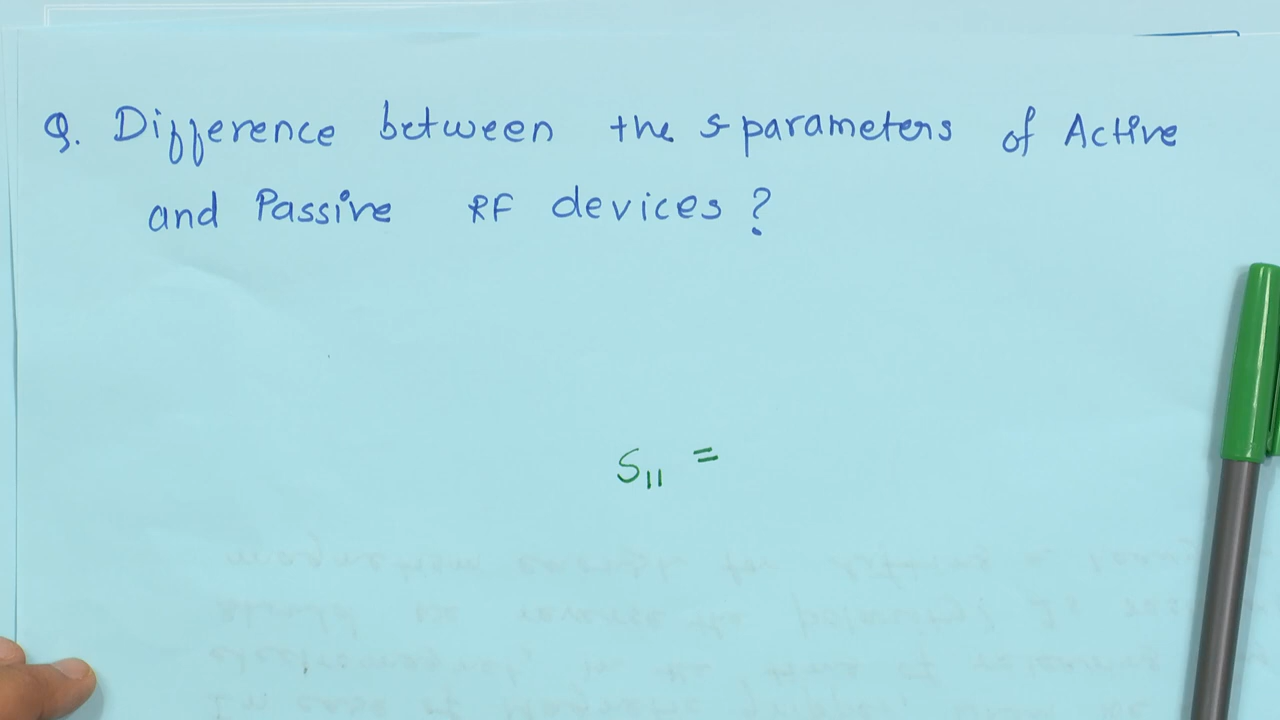 Q. Difference between the s parameters of Active
and Passive RF devices ?
S11 =